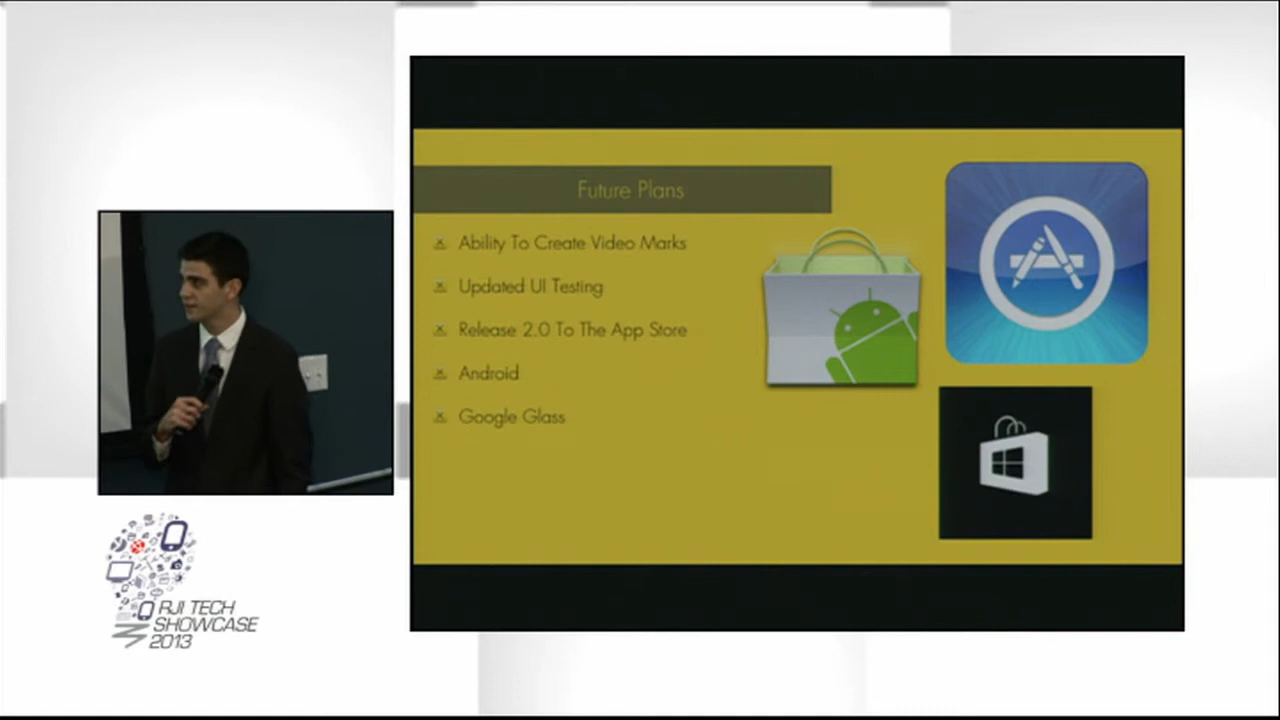 Future Plans
Ability To Create Video Marks
Updated UI Testing
Release 2.0 To The App Store
Android
Google Glass
RJI TECH
SHOWCASE
2013